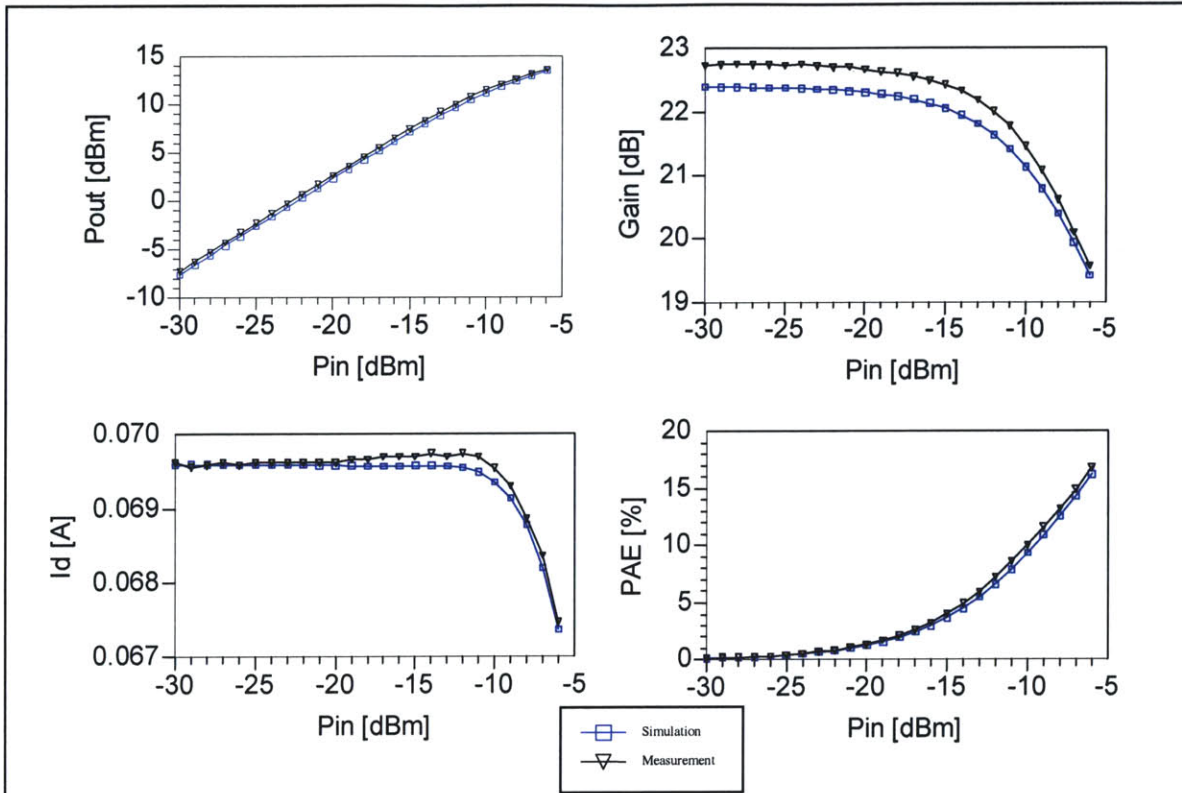 15
10
5
0
-5
-10
Pout [dBm]
-30 -25 -20 -15 -10 -5
Pin [dBm]
23
22
21
20
19
Gain [dB]
-30 -25 -20 -15 -10 -5
Pin [dBm]
0.070
0.069
0.068
0.067
Id [A]
-30 -25 -20 -15 -10 -5
Pin [dBm]
20
15
10
5
0
PAE [%]
-30 -25 -20 -15 -10 -5
Pin [dBm]
Simulation
Measurement